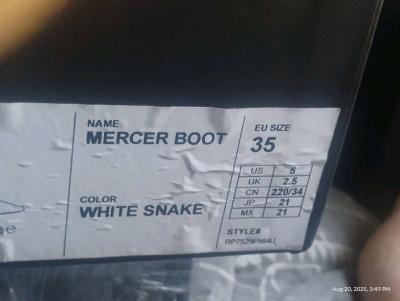 NAME
MERCER BOOT
COLOR
WHITE SNAKE
EU SIZE
35
US 5
UK 2.5
CN 220/34
JP 21
MX 21
STYLE#
Aug 20, 2025, 3:49 PM